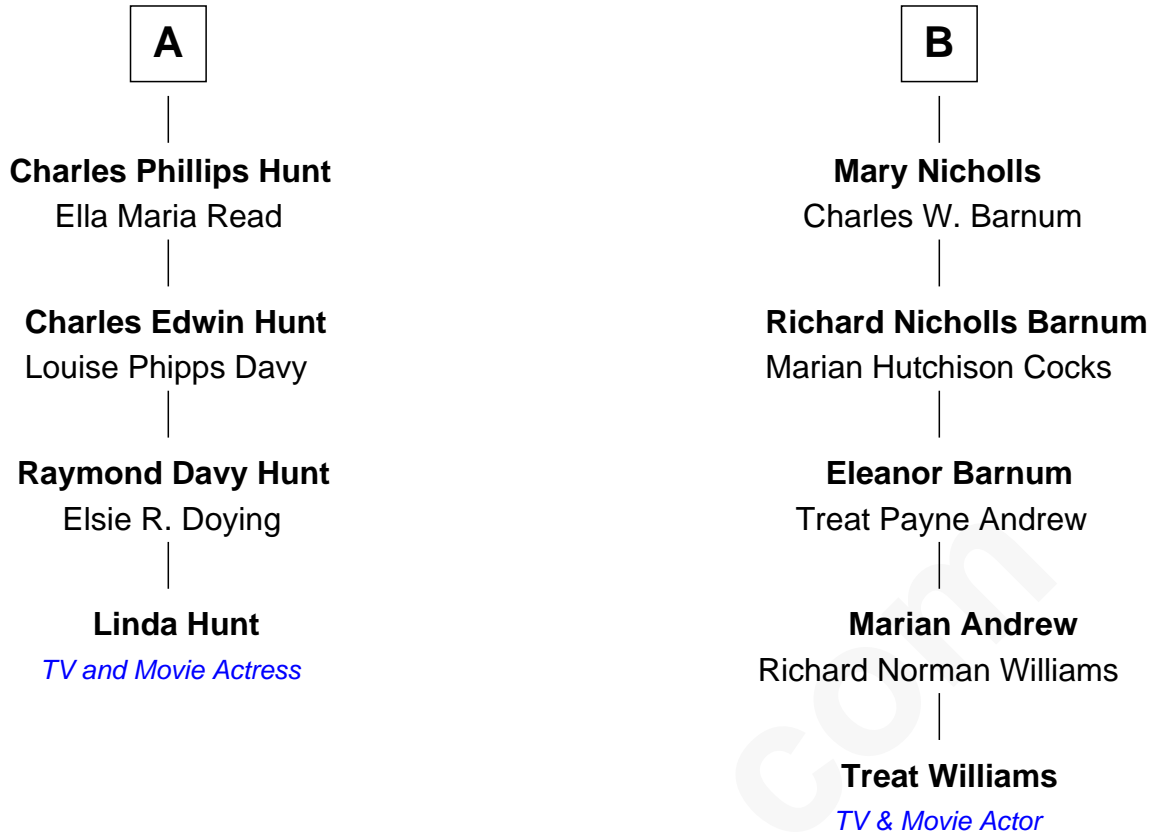 A
Charles Phillips Hunt
Ella Maria Read
Charles Edwin Hunt
Louise Phipps Davy
Raymond Davy Hunt
Elsie R. Doying
Linda Hunt
TV and Movie Actress
B
Mary Nicholls
Charles W. Barnum
Richard Nicholls Barnum
Marian Hutchison Cocks
Eleanor Barnum
Treat Payne Andrew
Marian Andrew
Richard Norman Williams
Treat Williams
TV & Movie Actor
com